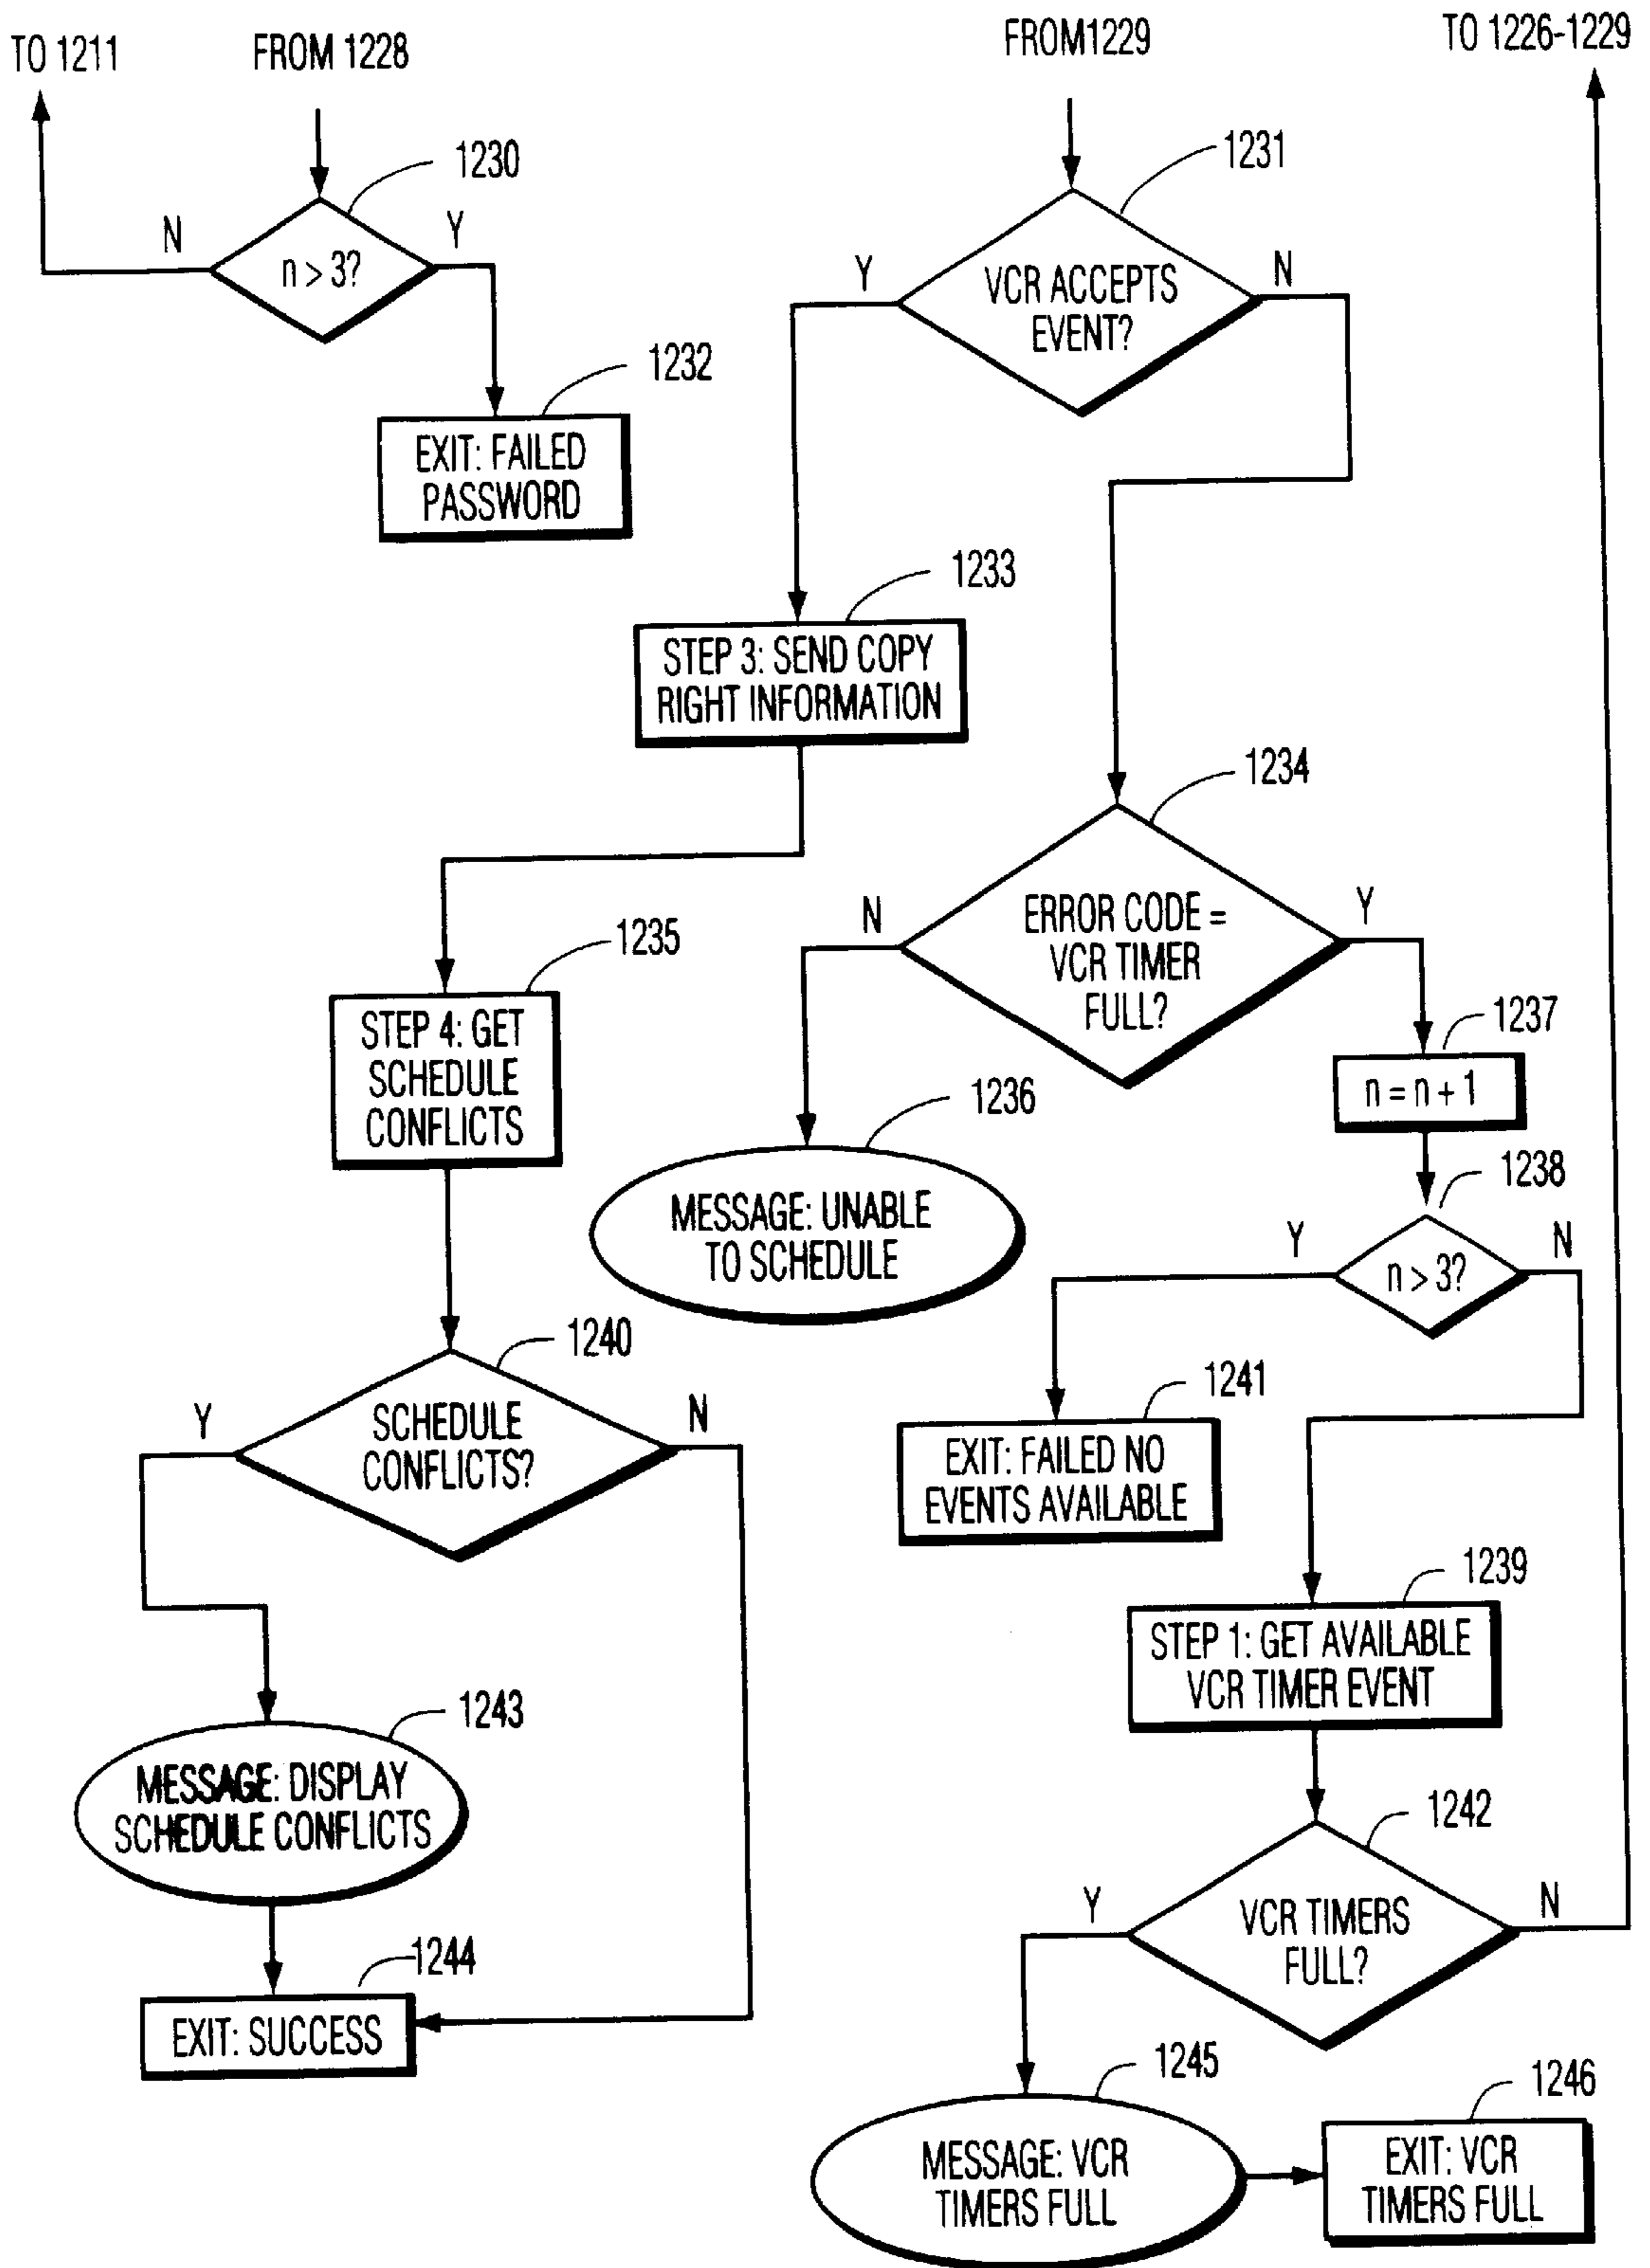 TO 1211
FROM 1228
FROM1229
TO 1226-1229
1230
N
Y
n > 3?
1231
Y
N
VCR ACCEPTS
EVENT?
1232
EXIT: FAILED
PASSWORD
1233
STEP 3: SEND COPY
RIGHT INFORMATION
1234
N
Y
ERROR CODE =
VCR TIMER
FULL?
1235
STEP 4: GET
SCHEDULE
CONFLICTS
1236
MESSAGE: UNABLE
TO SCHEDULE
1237
n = n + 1
1238
Y
N
n > 3?
1240
Y
N
SCHEDULE
CONFLICTS?
1241
EXIT: FAILED NO
EVENTS AVAILABLE
1239
STEP 1: GET AVAILABLE
VCR TIMER EVENT
1243
MESSAGE: DISPLAY
SCHEDULE CONFLICTS
1242
Y
N
VCR TIMERS
FULL?
1244
EXIT: SUCCESS
1245
MESSAGE: VCR
TIMERS FULL
1246
EXIT: VCR
TIMERS FULL